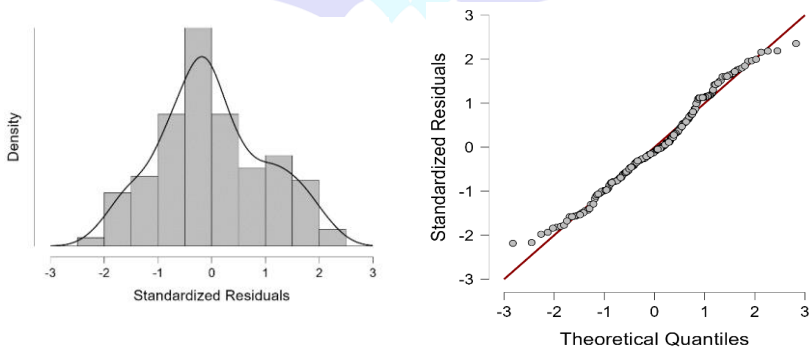 Density
-3 -2 -1 0 1 2 3
Standardized Residuals
Standardized Residuals
3
2
1
0
-1
-2
-3
-3 -2 -1 0 1 2 3
Theoretical Quantiles